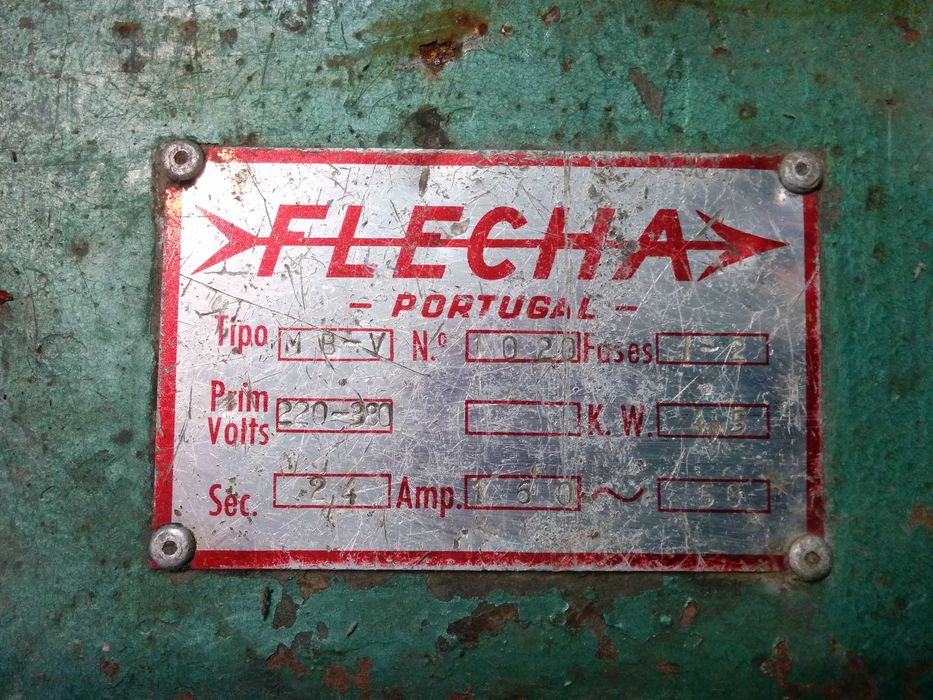 FLECHA
- PORTUGAL -
Tipo MB-V N.º 1020 Fases 1-2
Prim Volts 220-380 K.W. 4,5
Sec. 24 Amp. 160 ~ 50